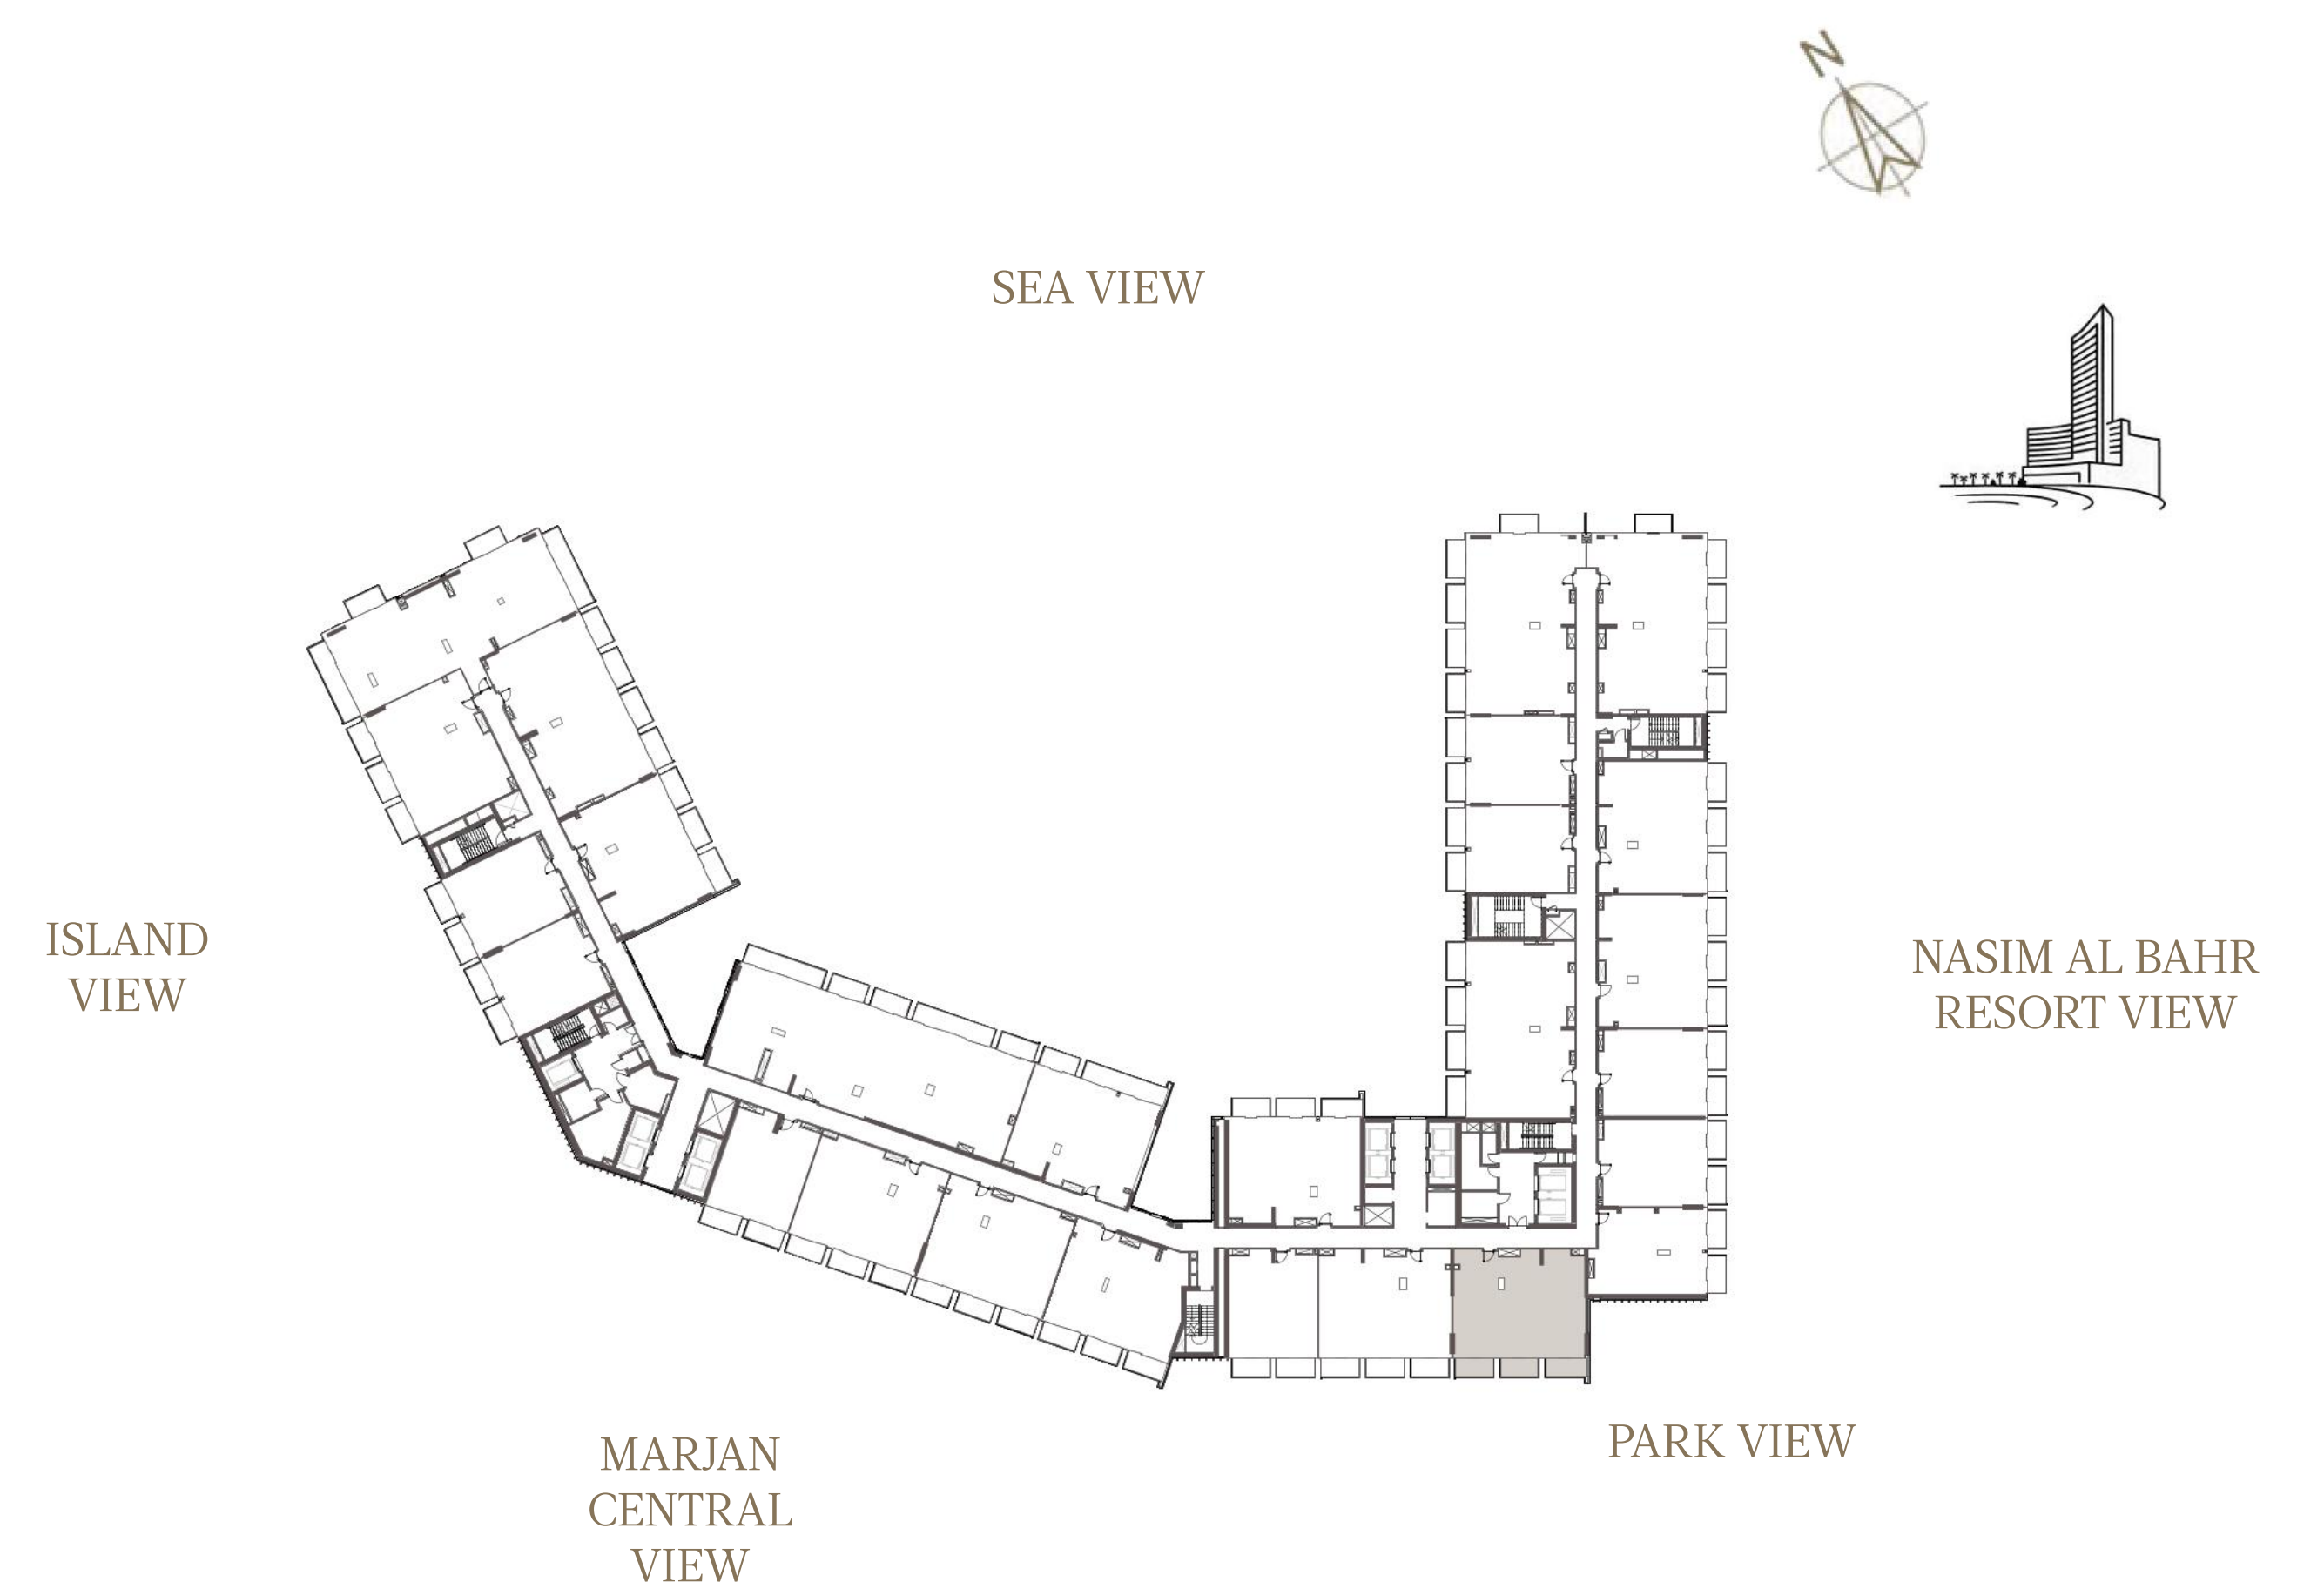 N
SEA VIEW
ISLAND
VIEW
NASIM AL BAHR
RESORT VIEW
PARK VIEW
MARJAN
CENTRAL
VIEW